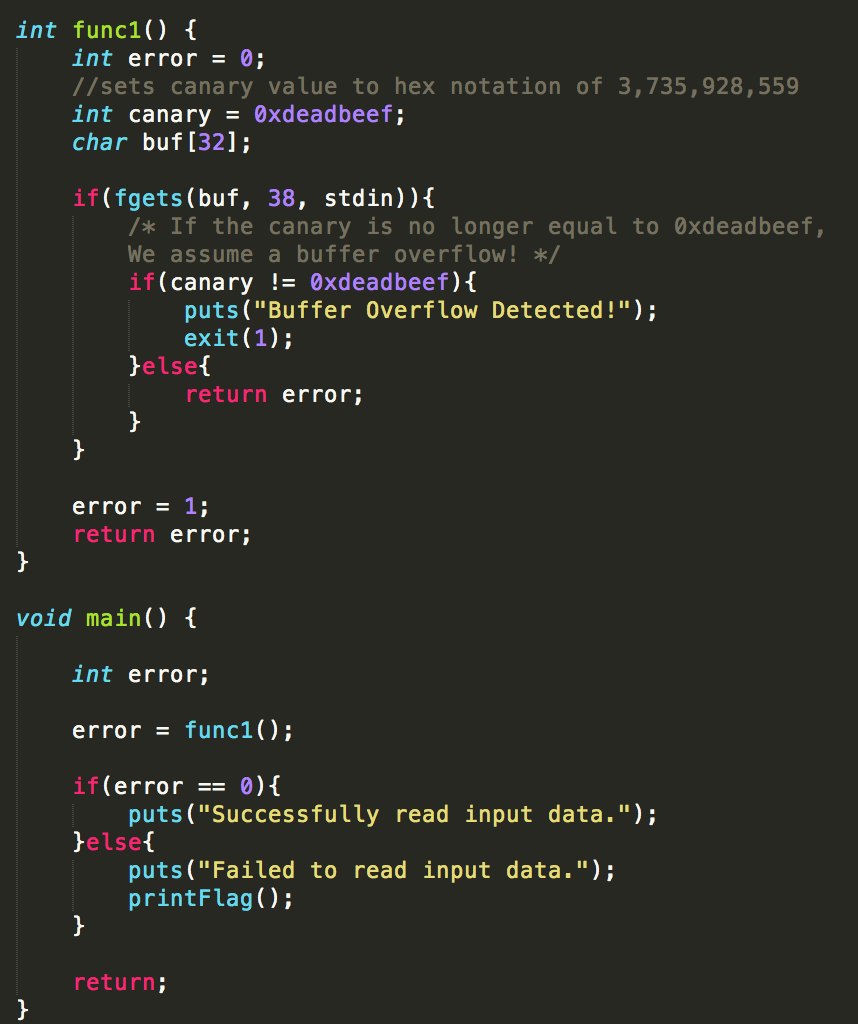 int func1() {
    int error = 0;
    //sets canary value to hex notation of 3,735,928,559
    int canary = 0xdeadbeef;
    char buf[32];

    if(fgets(buf, 38, stdin)){
        /* If the canary is no longer equal to 0xdeadbeef,
        We assume a buffer overflow! */
        if(canary != 0xdeadbeef){
            puts("Buffer Overflow Detected!");
            exit(1);
        }else{
            return error;
        }
    }

    error = 1;
    return error;
}

void main() {

    int error;

    error = func1();

    if(error == 0){
        puts("Successfully read input data.");
    }else{
        puts("Failed to read input data.");
        printFlag();
    }

    return;
}